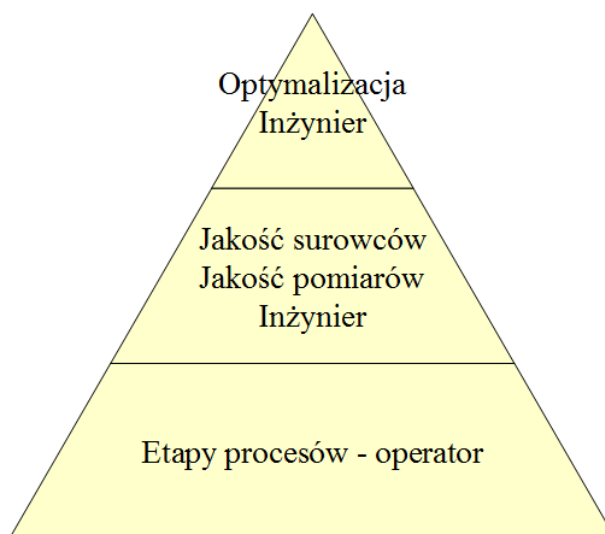 Optymalizacja
Inżynier
Jakość surowców
Jakość pomiarów
Inżynier
Etapy procesów - operator